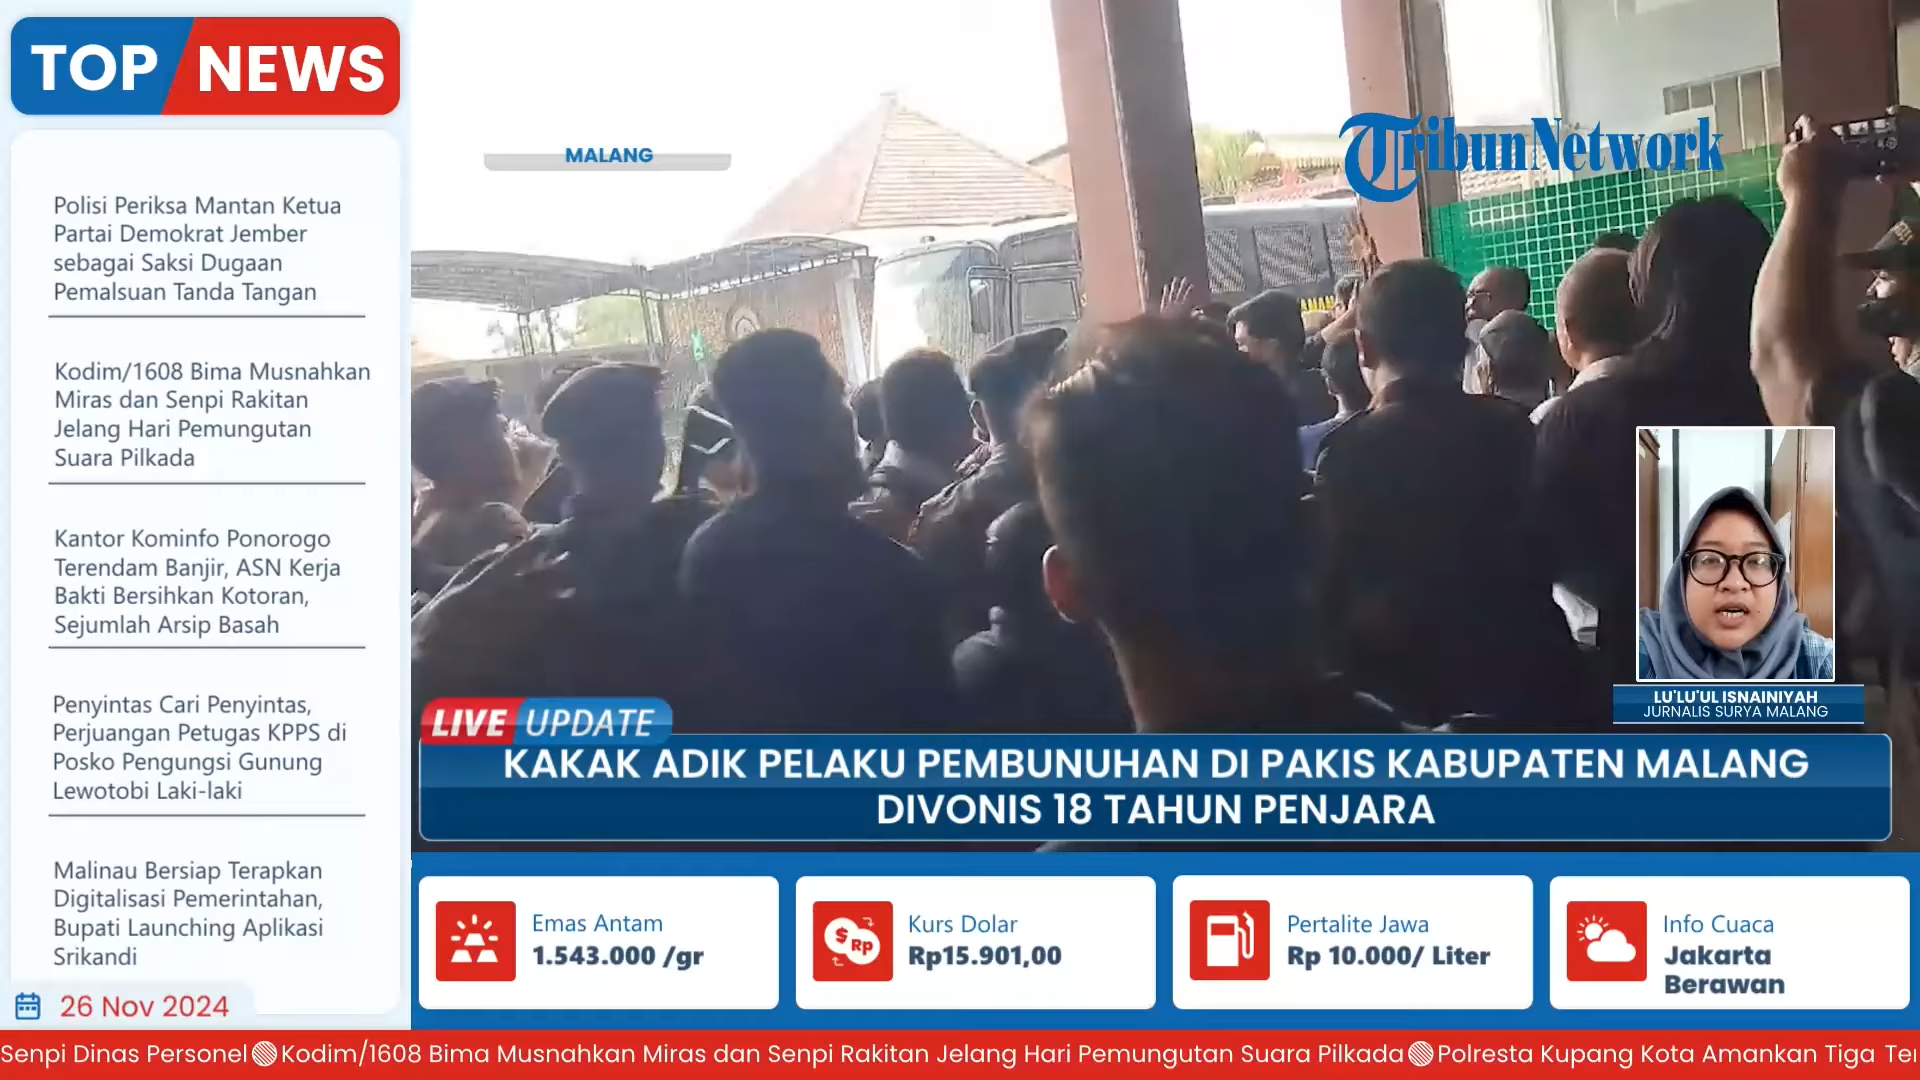 TOP NEWS
Polisi Periksa Mantan Ketua
Partai Demokrat Jember
sebagai Saksi Dugaan
Pemalsuan Tanda Tangan
Kodim/1608 Bima Musnahkan
Miras dan Senpi Rakitan
Jelang Hari Pemungutan
Suara Pilkada
Kantor Kominfo Ponorogo
Terendam Banjir, ASN Kerja
Bakti Bersihkan Kotoran,
Sejumlah Arsip Basah
Penyintas Cari Penyintas,
Perjuangan Petugas KPPS di
Posko Pengungsi Gunung
Lewotobi Laki-laki
Malinau Bersiap Terapkan
Digitalisasi Pemerintahan,
Bupati Launching Aplikasi
Srikandi
26 Nov 2024
MALANG
TribunNetwork
LU'LU'UL ISNAINIYAH
JURNALIS SURYA MALANG
LIVE UPDATE
KAKAK ADIK PELAKU PEMBUNUHAN DI PAKIS KABUPATEN MALANG
DIVONIS 18 TAHUN PENJARA
Emas Antam
1.543.000 /gr
Kurs Dolar
$ Rp
Rp15.901,00
Pertalite Jawa
Rp 10.000/ Liter
Info Cuaca
Jakarta
Berawan
Senpi Dinas Personel Kodim/1608 Bima Musnahkan Miras dan Senpi Rakitan Jelang Hari Pemungutan Suara Pilkada Polresta Kupang Kota Amankan Tiga